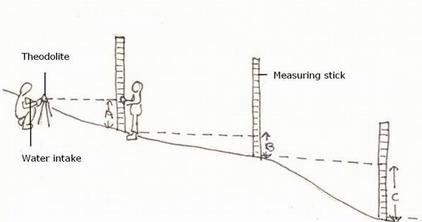 Theodolite
Measuring stick
A
B
Water intake
C